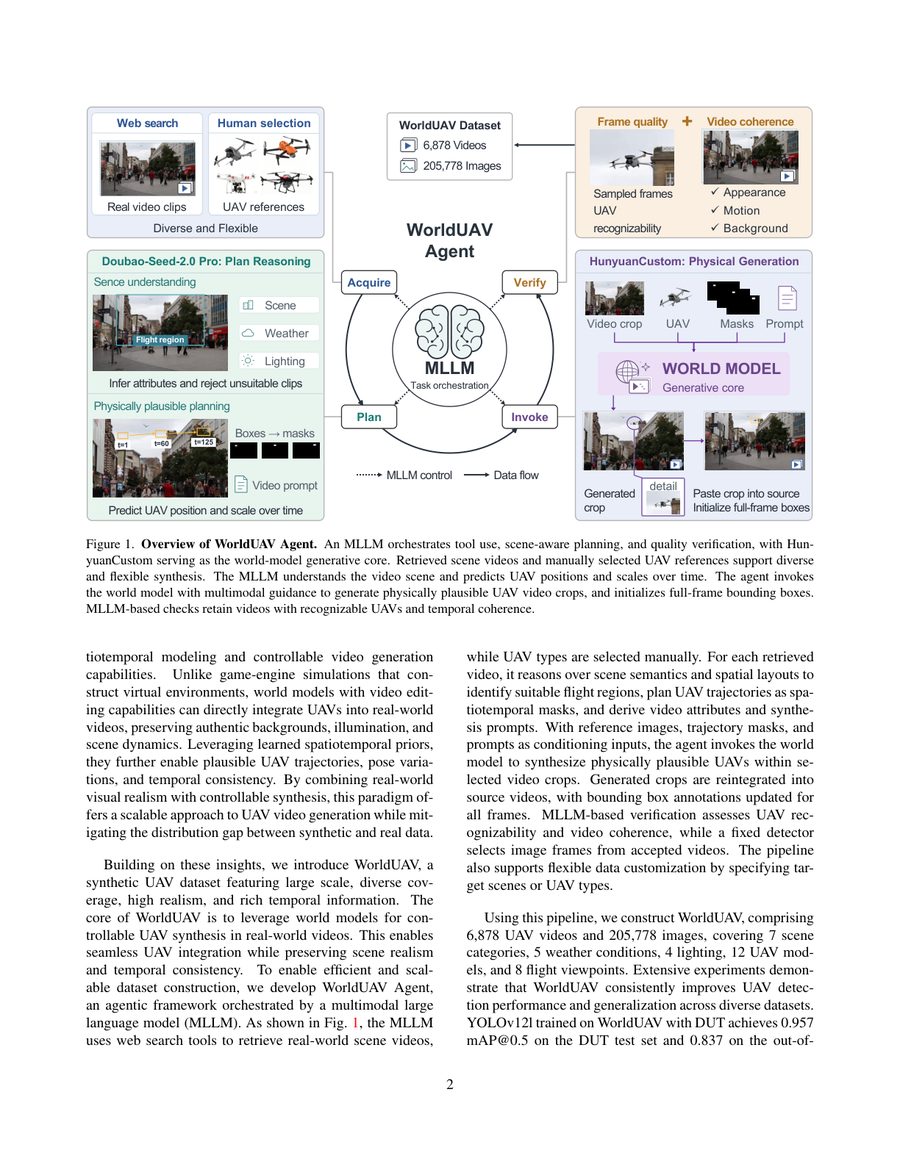 Web search
Human selection
Real video clips
UAV references
Diverse and Flexible
WorldUAV Dataset
6,878 Videos
205,778 Images
Frame quality + Video coherence
Sampled frames
UAV
recognizability
✓ Appearance
✓ Motion
✓ Background
WorldUAV
Agent
Doubao-Seed-2.0 Pro: Plan Reasoning
Sence understanding
Flight region
Scene
Weather
Lighting
Infer attributes and reject unsuitable clips
Physically plausible planning
t=1
t=60
t=125
Boxes → masks
Video prompt
Predict UAV position and scale over time
Acquire
Verify
MLLM
Task orchestration
Plan
Invoke
MLLM control
Data flow
HunyuanCustom: Physical Generation
Video crop
UAV
Masks
Prompt
WORLD MODEL
Generative core
Generated
crop
detail
Paste crop into source
Initialize full-frame boxes
Figure 1. Overview of WorldUAV Agent. An MLLM orchestrates tool use, scene-aware planning, and quality verification, with Hun-
yuanCustom serving as the world-model generative core. Retrieved scene videos and manually selected UAV references support diverse
and flexible synthesis. The MLLM understands the video scene and predicts UAV positions and scales over time. The agent invokes
the world model with multimodal guidance to generate physically plausible UAV video crops, and initializes full-frame bounding boxes.
MLLM-based checks retain videos with recognizable UAVs and temporal coherence.
tiotemporal modeling and controllable video generation
capabilities. Unlike game-engine simulations that con-
struct virtual environments, world models with video edit-
ing capabilities can directly integrate UAVs into real-world
videos, preserving authentic backgrounds, illumination, and
scene dynamics. Leveraging learned spatiotemporal priors,
they further enable plausible UAV trajectories, pose varia-
tions, and temporal consistency. By combining real-world
visual realism with controllable synthesis, this paradigm of-
fers a scalable approach to UAV video generation while mit-
igating the distribution gap between synthetic and real data.
Building on these insights, we introduce WorldUAV, a
synthetic UAV dataset featuring large scale, diverse cov-
erage, high realism, and rich temporal information. The
core of WorldUAV is to leverage world models for con-
trollable UAV synthesis in real-world videos. This enables
seamless UAV integration while preserving scene realism
and temporal consistency. To enable efficient and scal-
able dataset construction, we develop WorldUAV Agent,
an agentic framework orchestrated by a multimodal large
language model (MLLM). As shown in Fig. 1, the MLLM
uses web search tools to retrieve real-world scene videos,
while UAV types are selected manually. For each retrieved
video, it reasons over scene semantics and spatial layouts to
identify suitable flight regions, plan UAV trajectories as spa-
tiotemporal masks, and derive video attributes and synthe-
sis prompts. With reference images, trajectory masks, and
prompts as conditioning inputs, the agent invokes the world
model to synthesize physically plausible UAVs within se-
lected video crops. Generated crops are reintegrated into
source videos, with bounding box annotations updated for
all frames. MLLM-based verification assesses UAV rec-
ognizability and video coherence, while a fixed detector
selects image frames from accepted videos. The pipeline
also supports flexible data customization by specifying tar-
get scenes or UAV types.
Using this pipeline, we construct WorldUAV, comprising
6,878 UAV videos and 205,778 images, covering 7 scene
categories, 5 weather conditions, 4 lighting, 12 UAV mod-
els, and 8 flight viewpoints. Extensive experiments demon-
strate that WorldUAV consistently improves UAV detec-
tion performance and generalization across diverse datasets.
YOLOv12l trained on WorldUAV with DUT achieves 0.957
mAP@0.5 on the DUT test set and 0.837 on the out-of-
2